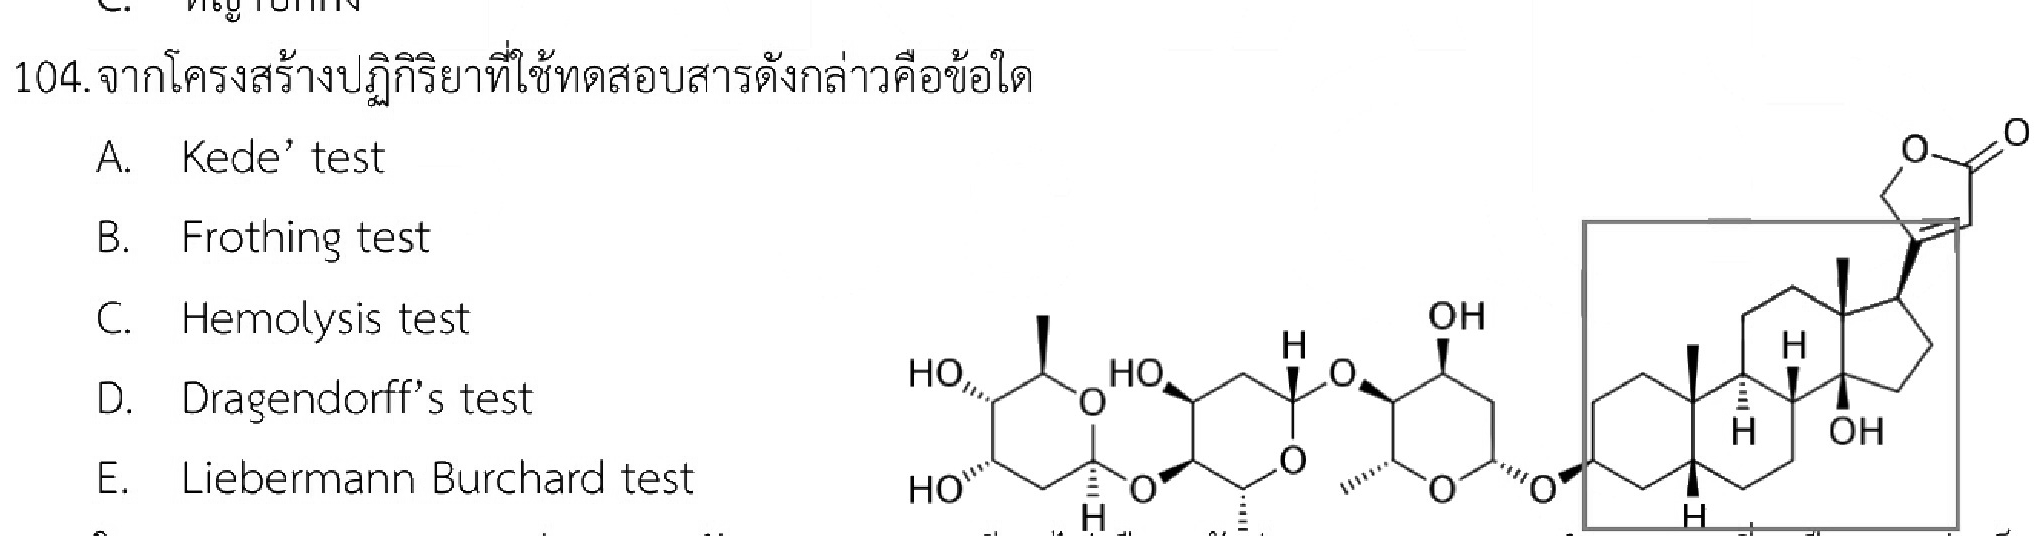 104. จากโครงสร้างปฏิกิริยาที่ใช้ทดสอบสารดังกล่าวคือข้อใด
A. Kede’ test
B. Frothing test
C. Hemolysis test
D. Dragendorff’s test
E. Liebermann Burchard test
O O
OH
H
HO HO O H
O H OH
O
HO O O O H
H